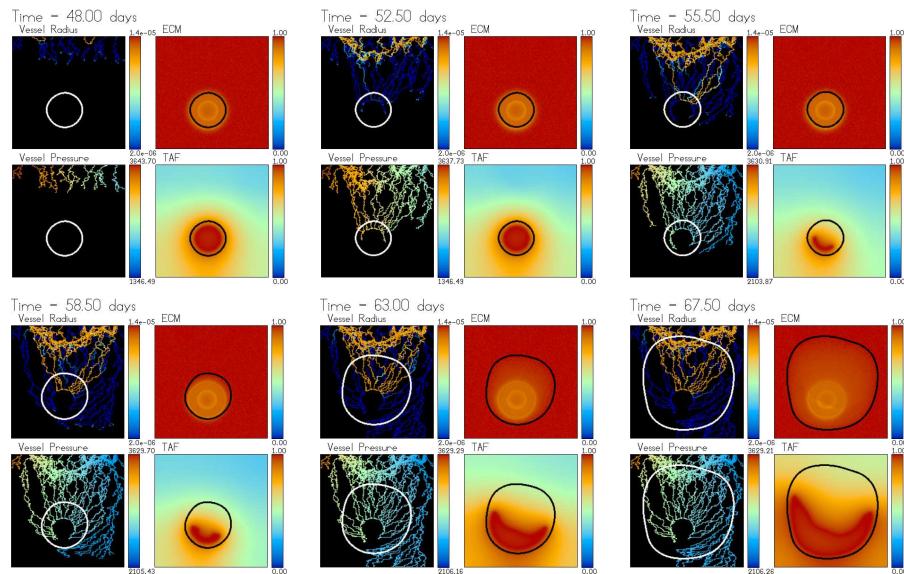 Time - 48.00 days
Vessel Radius 1.4e-05 ECM 1.00
2.0e-06 0.00
Vessel Pressure 3643.70 TAF 1.00
1346.49 0.00
Time - 52.50 days
Vessel Radius 1.4e-05 ECM 1.00
2.0e-06 0.00
Vessel Pressure 3637.73 TAF 1.00
1346.49 0.00
Time - 55.50 days
Vessel Radius 1.4e-05 ECM 1.00
2.0e-06 0.00
Vessel Pressure 3630.91 TAF 1.00
2103.87 0.00
Time - 58.50 days
Vessel Radius 1.4e-05 ECM 1.00
2.0e-06 0.00
Vessel Pressure 3629.70 TAF 1.00
2105.43 0.00
Time - 63.00 days
Vessel Radius 1.4e-05 ECM 1.00
2.0e-06 0.00
Vessel Pressure 3629.29 TAF 1.00
2106.16 0.00
Time - 67.50 days
Vessel Radius 1.4e-05 ECM 1.00
2.0e-06 0.00
Vessel Pressure 3629.21 TAF 1.00
2106.26 0.00